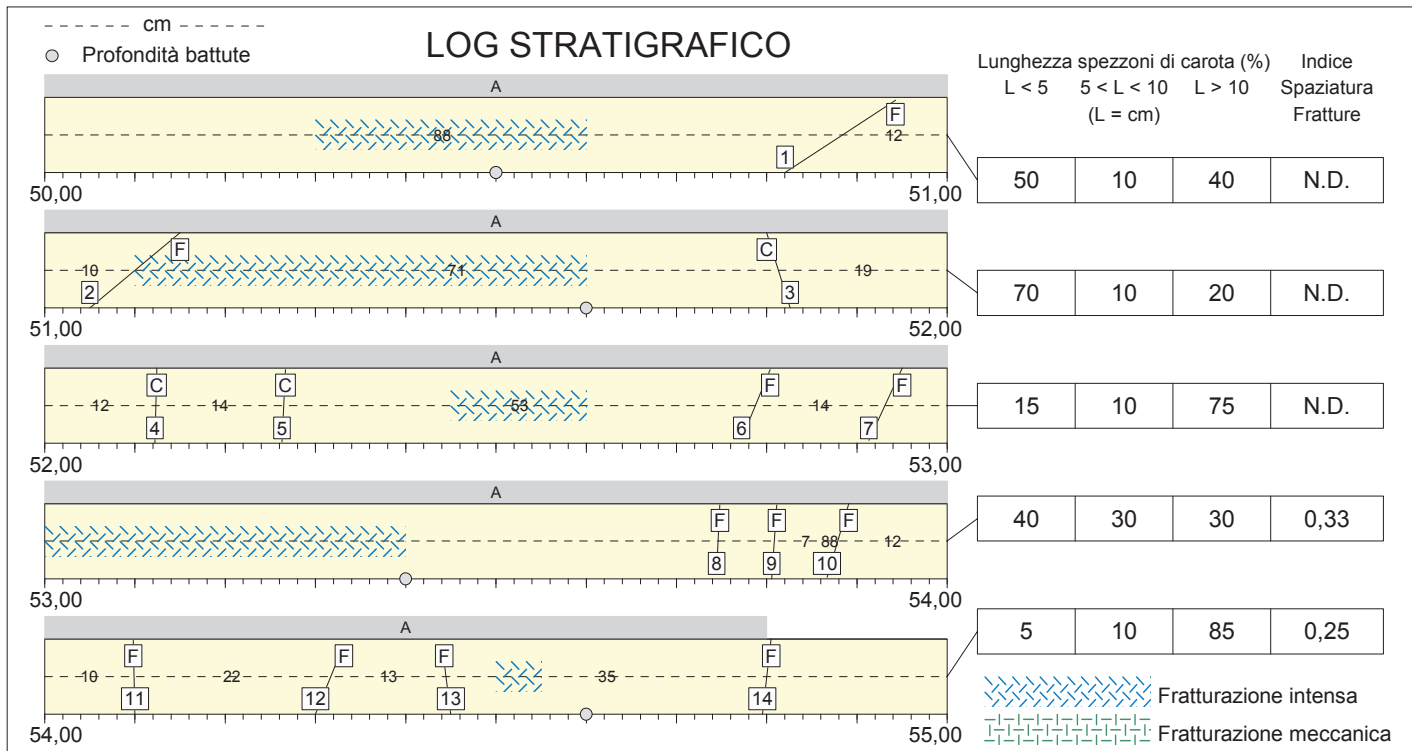 cm
Profondità battute
LOG STRATIGRAFICO
Lunghezza spezzoni di carota (%) Indice
L < 5 5 < L < 10 L > 10 Spaziatura
(L = cm) Fratture
A
F
88 12
1
50,00 51,00
50 10 40 N.D.
A
F C
10 71 19
2 3
51,00 52,00
70 10 20 N.D.
A
C C F F
12 14 53 14
4 5 6 7
52,00 53,00
15 10 75 N.D.
A
F F F
7 88 12
8 9 10
53,00 54,00
40 30 30 0,33
A
F F F F
10 22 13 35
11 12 13 14
54,00 55,00
5 10 85 0,25
Fratturazione intensa
Fratturazione meccanica